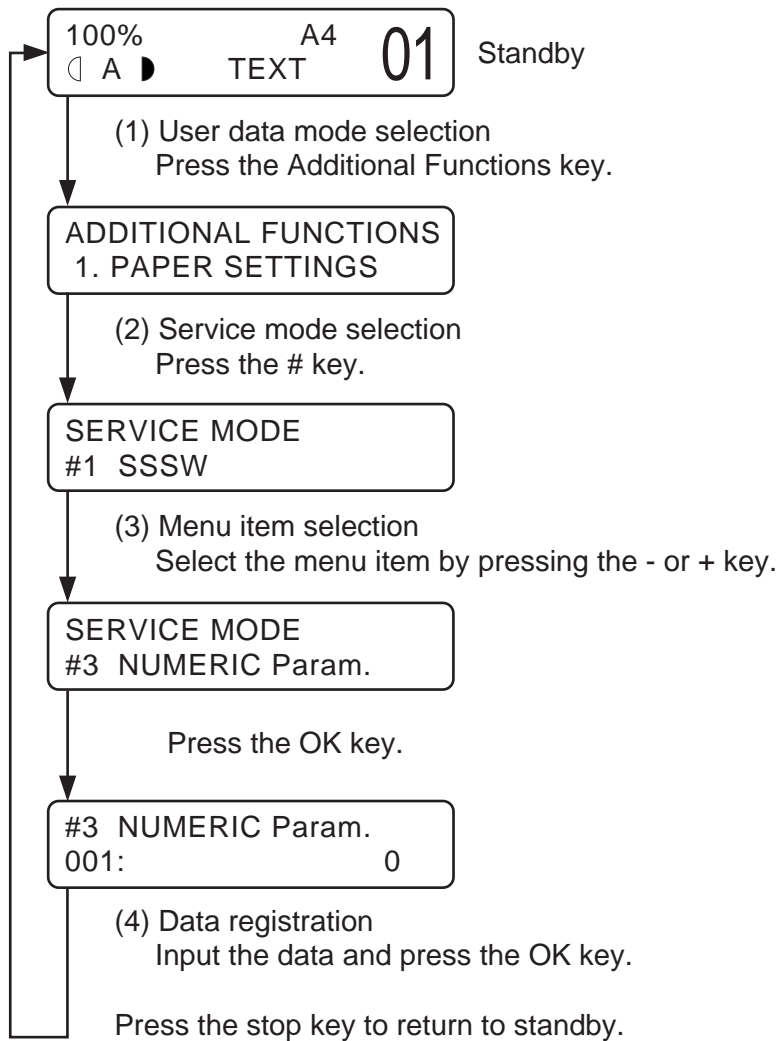 100% A4 01 Standby
A TEXT
(1) User data mode selection
Press the Additional Functions key.
ADDITIONAL FUNCTIONS
1. PAPER SETTINGS
(2) Service mode selection
Press the # key.
SERVICE MODE
#1 SSSW
(3) Menu item selection
Select the menu item by pressing the - or + key.
SERVICE MODE
#3 NUMERIC Param.
Press the OK key.
#3 NUMERIC Param.
001: 0
(4) Data registration
Input the data and press the OK key.
Press the stop key to return to standby.